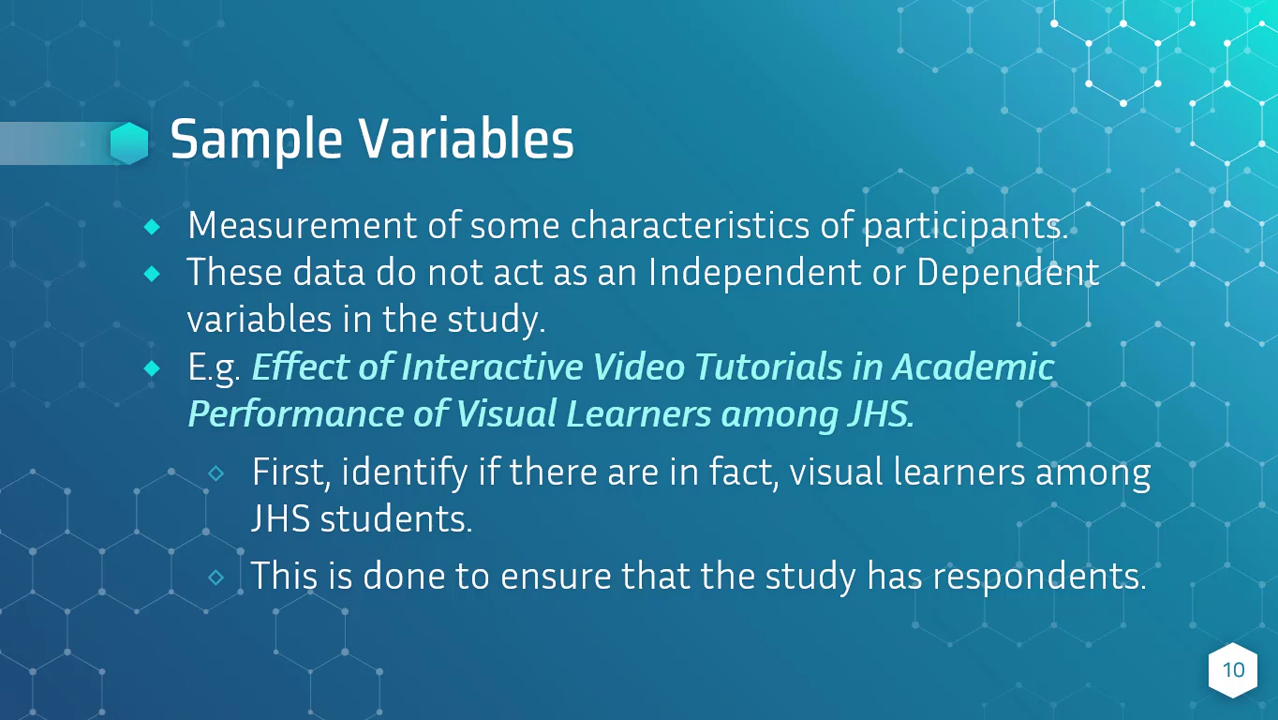 Sample Variables
Measurement of some characteristics of participants.
These data do not act as an Independent or Dependent
variables in the study.
E.g. Effect of Interactive Video Tutorials in Academic
Performance of Visual Learners among JHS.
First, identify if there are in fact, visual learners among
JHS students.
This is done to ensure that the study has respondents.
10